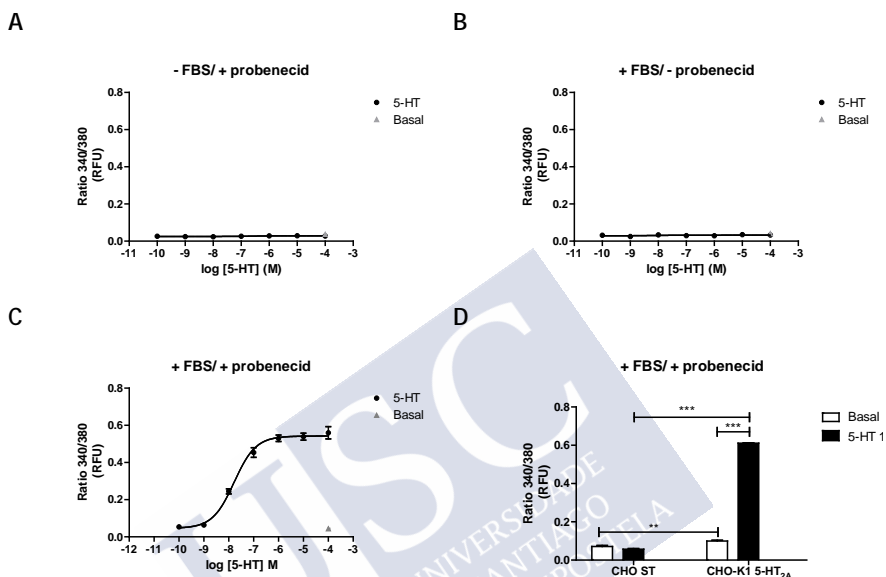 A
- FBS/ + probenecid
0.8
0.6
0.4
0.2
0.0
Ratio 340/380
(RFU)
-11 -10 -9 -8 -7 -6 -5 -4 -3
log [5-HT] (M)
5-HT
Basal
B
+ FBS/ - probenecid
0.8
0.6
0.4
0.2
0.0
Ratio 340/380
(RFU)
-11 -10 -9 -8 -7 -6 -5 -4 -3
log [5-HT] (M)
5-HT
Basal
C
+ FBS/ + probenecid
0.8
0.6
0.4
0.2
0.0
Ratio 340/380
(RFU)
-12 -11 -10 -9 -8 -7 -6 -5 -4 -3
log [5-HT] M
5-HT
Basal
D
+ FBS/ + probenecid
0.8
0.6
0.4
0.2
0.0
Ratio 340/380
(RFU)
***
***
**
CHO ST
CHO-K1 5-HT2A
Basal
5-HT 1
USC
UNIVERSIDADE
SANTIAGO